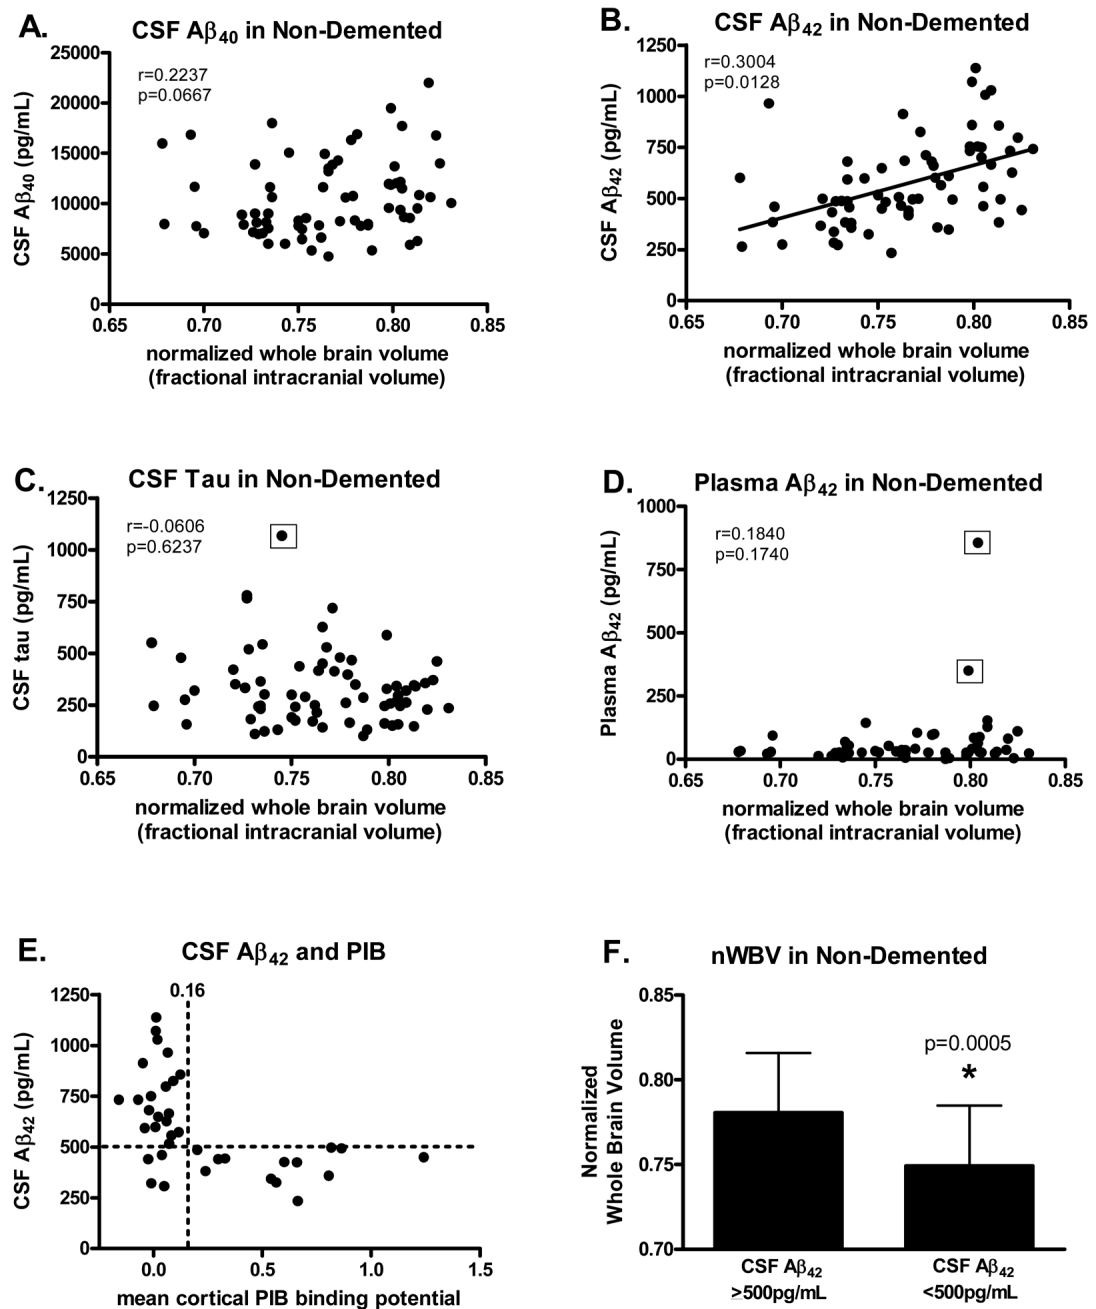 A.
CSF Aβ40 in Non-Demented
25000
20000
15000
10000
5000
0
CSF Aβ40 (pg/mL)
r=0.2237
p=0.0667
0.65 0.70 0.75 0.80 0.85
normalized whole brain volume
(fractional intracranial volume)
B.
CSF Aβ42 in Non-Demented
1250
1000
750
500
250
0
CSF Aβ42 (pg/mL)
r=0.3004
p=0.0128
0.65 0.70 0.75 0.80 0.85
normalized whole brain volume
(fractional intracranial volume)
C.
CSF Tau in Non-Demented
1250
1000
750
500
250
0
CSF tau (pg/mL)
r=-0.0606
p=0.6237
0.65 0.70 0.75 0.80 0.85
normalized whole brain volume
(fractional intracranial volume)
D.
Plasma Aβ42 in Non-Demented
1000
750
500
250
0
Plasma Aβ42 (pg/mL)
r=0.1840
p=0.1740
0.65 0.70 0.75 0.80 0.85
normalized whole brain volume
(fractional intracranial volume)
E.
CSF Aβ42 and PIB
0.16
1250
1000
750
500
250
0
CSF Aβ42 (pg/mL)
0.0 0.5 1.0 1.5
mean cortical PIB binding potential
F.
nWBV in Non-Demented
0.85
0.80
0.75
0.70
Normalized
Whole Brain Volume
p=0.0005
*
CSF Aβ42
≥500pg/mL
CSF Aβ42
<500pg/mL